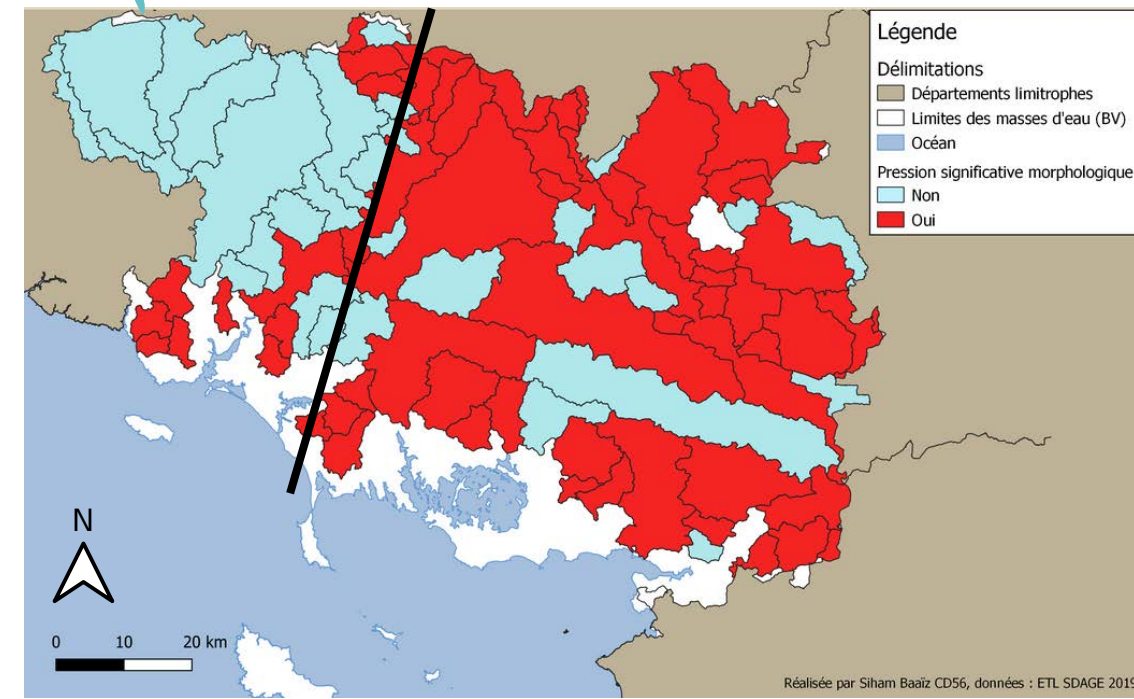 Légende
Délimitations
Départements limitrophes
Limites des masses d'eau (BV)
Océan
Pression significative morphologique
Non
Oui
N
0 10 20 km
Réalisée par Siham Baaïz CD56, données : ETL SDAGE 2019